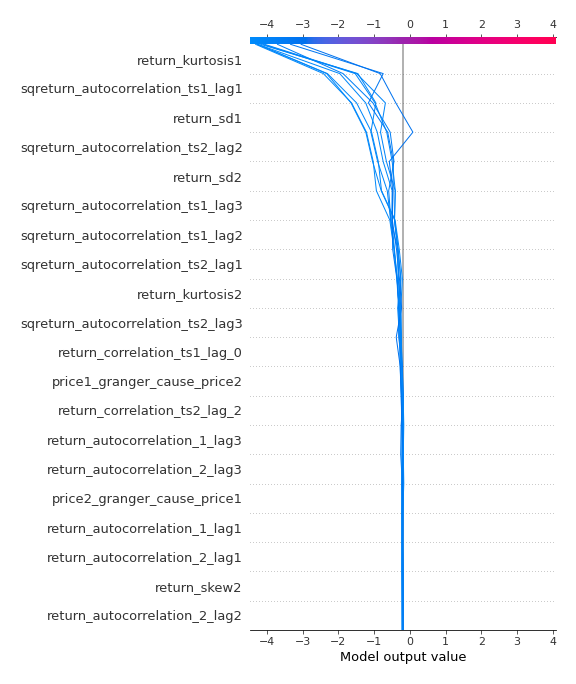 −4 −3 −2 −1 0 1 2 3 4
return_kurtosis1
sqreturn_autocorrelation_ts1_lag1
return_sd1
sqreturn_autocorrelation_ts2_lag2
return_sd2
sqreturn_autocorrelation_ts1_lag3
sqreturn_autocorrelation_ts1_lag2
sqreturn_autocorrelation_ts2_lag1
return_kurtosis2
sqreturn_autocorrelation_ts2_lag3
return_correlation_ts1_lag_0
price1_granger_cause_price2
return_correlation_ts2_lag_2
return_autocorrelation_1_lag3
return_autocorrelation_2_lag3
price2_granger_cause_price1
return_autocorrelation_1_lag1
return_autocorrelation_2_lag1
return_skew2
return_autocorrelation_2_lag2
−4 −3 −2 −1 0 1 2 3 4
Model output value